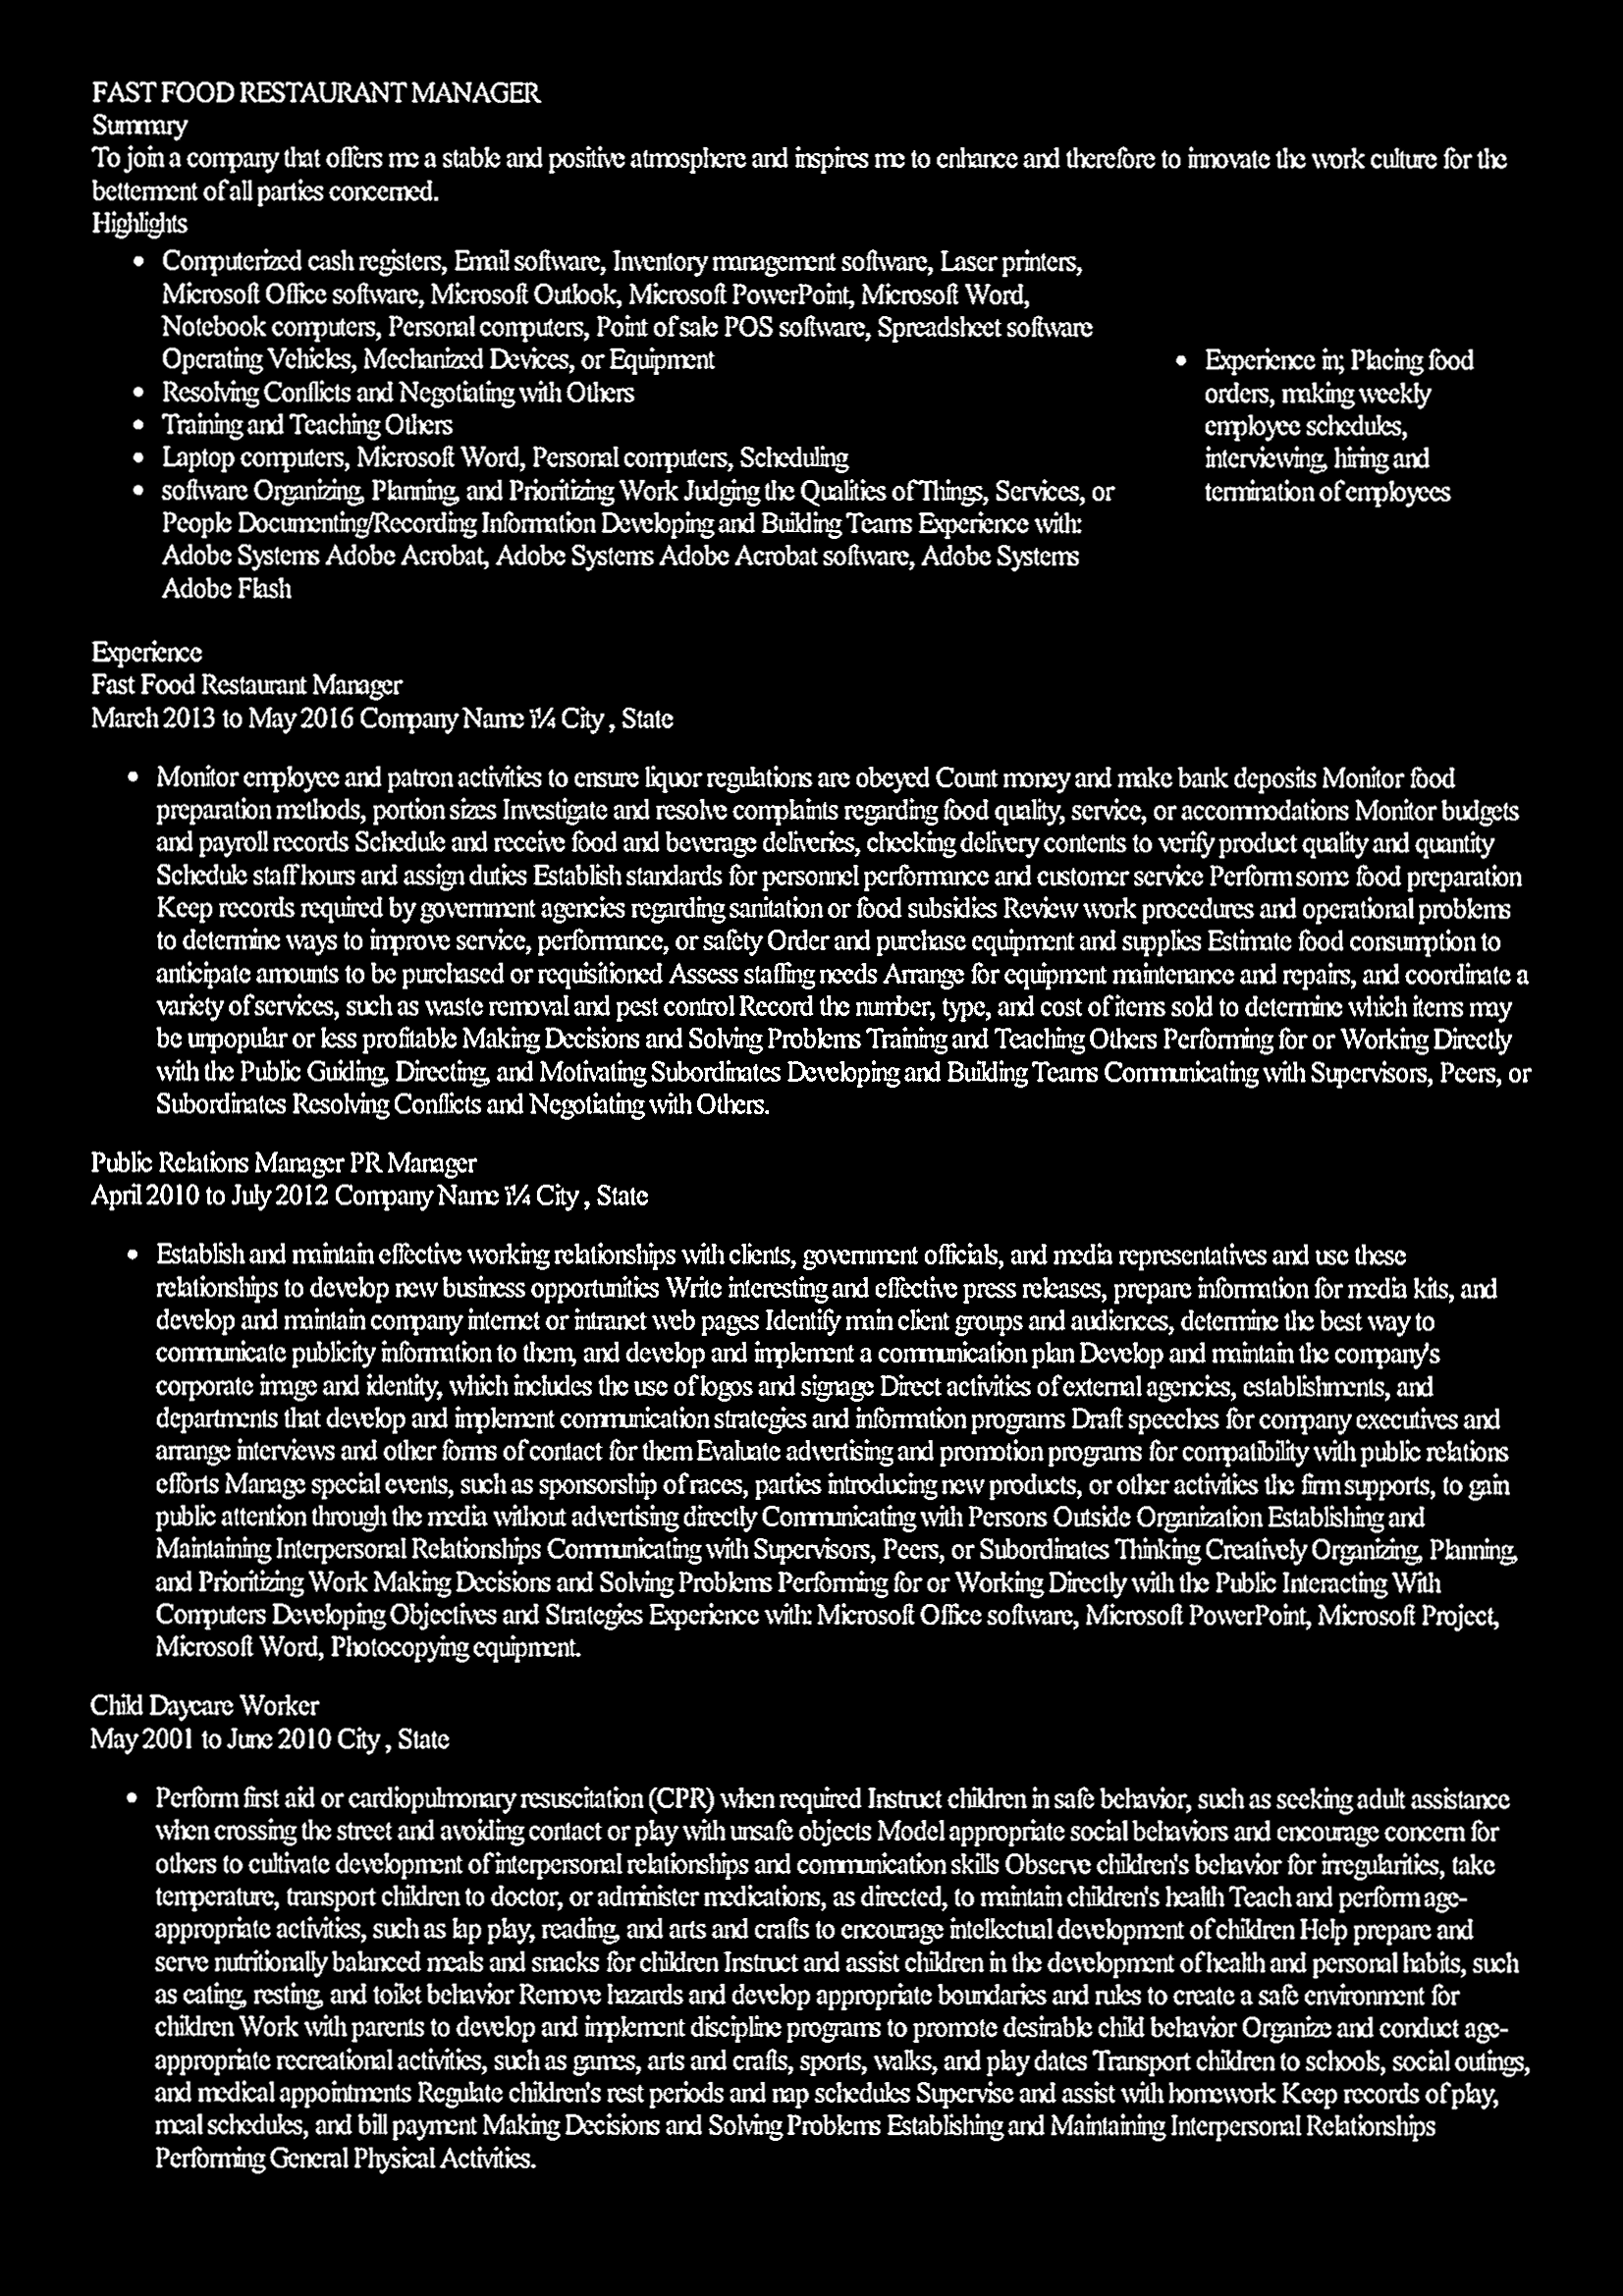 FAST FOOD RESTAURANT MANAGER
Summary
To join a company that offers me a stable and positive atmosphere and inspires me to enhance and therefore to innovate the work culture for the
betterment of all parties concerned.
Highlights
• Computerized cash registers, Email software, Inventory management software, Laser printers,
Microsoft Office software, Microsoft Outlook, Microsoft PowerPoint, Microsoft Word,
Notebook computers, Personal computers, Point of sale POS software, Spreadsheet software
Operating Vehicles, Mechanized Devices, or Equipment
• Resolving Conflicts and Negotiating with Others
• Training and Teaching Others
• Laptop computers, Microsoft Word, Personal computers, Scheduling
• software Organizing, Planning, and Prioritizing Work Judging the Qualities of Things, Services, or
People Documenting/Recording Information Developing and Building Teams Experience with:
Adobe Systems Adobe Acrobat, Adobe Systems Adobe Acrobat software, Adobe Systems
Adobe Flash
• Experience in; Placing food
orders, making weekly
employee schedules,
interviewing, hiring and
termination of employees
Experience
Fast Food Restaurant Manager
March 2013 to May 2016 Company Name ï¼ City , State
• Monitor employee and patron activities to ensure liquor regulations are obeyed Count money and make bank deposits Monitor food
preparation methods, portion sizes Investigate and resolve complaints regarding food quality, service, or accommodations Monitor budgets
and payroll records Schedule and receive food and beverage deliveries, checking delivery contents to verify product quality and quantity
Schedule staff hours and assign duties Establish standards for personnel performance and customer service Perform some food preparation
Keep records required by government agencies regarding sanitation or food subsidies Review work procedures and operational problems
to determine ways to improve service, performance, or safety Order and purchase equipment and supplies Estimate food consumption to
anticipate amounts to be purchased or requisitioned Assess staffing needs Arrange for equipment maintenance and repairs, and coordinate a
variety of services, such as waste removal and pest control Record the number, type, and cost of items sold to determine which items may
be unpopular or less profitable Making Decisions and Solving Problems Training and Teaching Others Performing for or Working Directly
with the Public Guiding, Directing, and Motivating Subordinates Developing and Building Teams Communicating with Supervisors, Peers, or
Subordinates Resolving Conflicts and Negotiating with Others.
Public Relations Manager PR Manager
April 2010 to July 2012 Company Name ï¼ City , State
• Establish and maintain effective working relationships with clients, government officials, and media representatives and use these
relationships to develop new business opportunities Write interesting and effective press releases, prepare information for media kits, and
develop and maintain company internet or intranet web pages Identify main client groups and audiences, determine the best way to
communicate publicity information to them, and develop and implement a communication plan Develop and maintain the company's
corporate image and identity, which includes the use of logos and signage Direct activities of external agencies, establishments, and
departments that develop and implement communication strategies and information programs Draft speeches for company executives and
arrange interviews and other forms of contact for them Evaluate advertising and promotion programs for compatibility with public relations
efforts Manage special events, such as sponsorship of races, parties introducing new products, or other activities the firm supports, to gain
public attention through the media without advertising directly Communicating with Persons Outside Organization Establishing and
Maintaining Interpersonal Relationships Communicating with Supervisors, Peers, or Subordinates Thinking Creatively Organizing, Planning,
and Prioritizing Work Making Decisions and Solving Problems Performing for or Working Directly with the Public Interacting With
Computers Developing Objectives and Strategies Experience with: Microsoft Office software, Microsoft PowerPoint, Microsoft Project,
Microsoft Word, Photocopying equipment.
Child Daycare Worker
May 2001 to June 2010 City , State
• Perform first aid or cardiopulmonary resuscitation (CPR) when required Instruct children in safe behavior, such as seeking adult assistance
when crossing the street and avoiding contact or play with unsafe objects Model appropriate social behaviors and encourage concern for
others to cultivate development of interpersonal relationships and communication skills Observe children's behavior for irregularities, take
temperature, transport children to doctor, or administer medications, as directed, to maintain children's health Teach and perform age-
appropriate activities, such as lap play, reading, and arts and crafts to encourage intellectual development of children Help prepare and
serve nutritionally balanced meals and snacks for children Instruct and assist children in the development of health and personal habits, such
as eating, resting, and toilet behavior Remove hazards and develop appropriate boundaries and rules to create a safe environment for
children Work with parents to develop and implement discipline programs to promote desirable child behavior Organize and conduct age-
appropriate recreational activities, such as games, arts and crafts, sports, walks, and play dates Transport children to schools, social outings,
and medical appointments Regulate children's rest periods and nap schedules Supervise and assist with homework Keep records of play,
meal schedules, and bill payment Making Decisions and Solving Problems Establishing and Maintaining Interpersonal Relationships
Performing General Physical Activities.